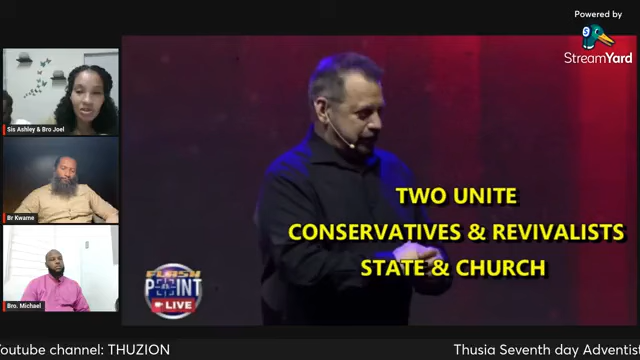 Powered by
StreamYard
Sis Ashley & Bro Joel
Br Kwame
Bro. Michael
TWO UNITE
CONSERVATIVES & REVIVALISTS
STATE & CHURCH
FLASH
POINT
LIVE
outube channel: THUZION
Thusia Seventh day Adventist